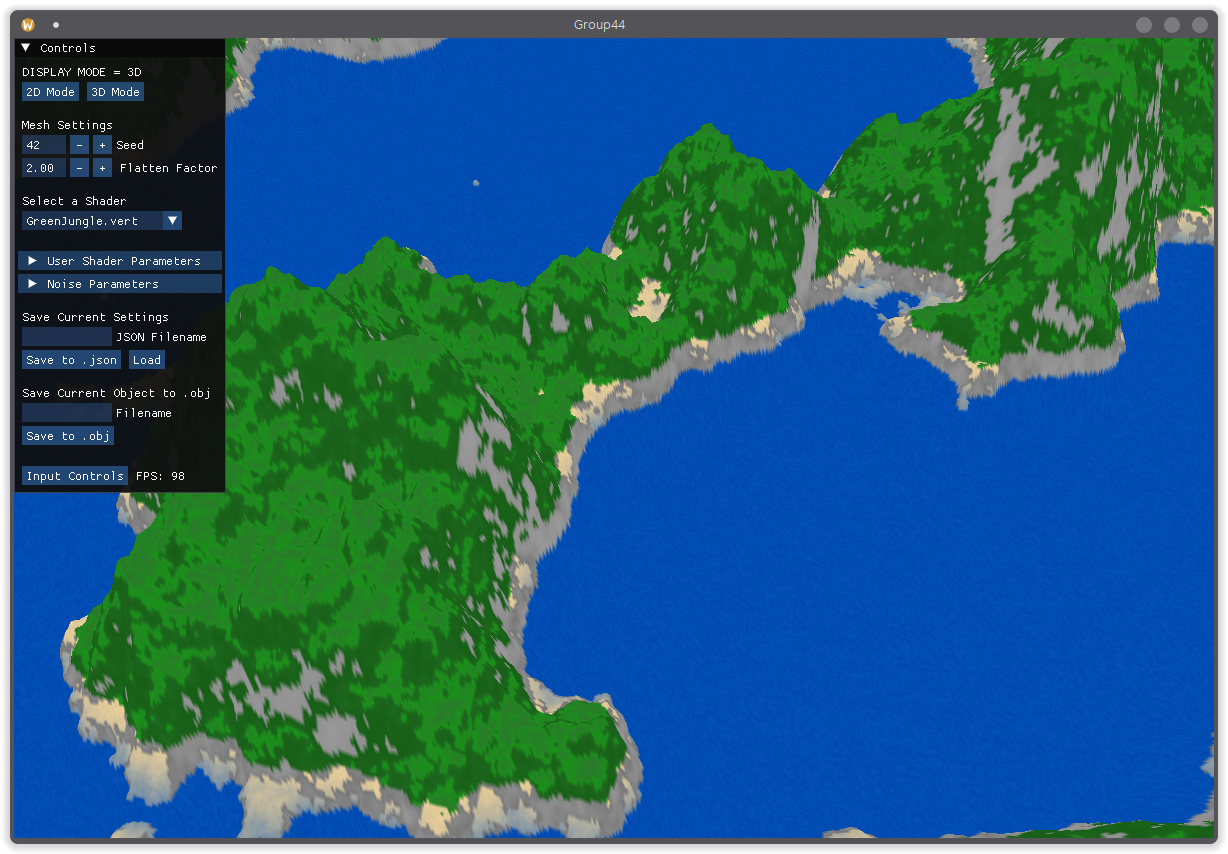 Group44
Controls
DISPLAY MODE = 3D
2D Mode 3D Mode
Mesh Settings
42 - + Seed
2.00 - + Flatten Factor
Select a Shader
GreenJungle.vert
User Shader Parameters
Noise Parameters
Save Current Settings
JSON Filename
Save to .json Load
Save Current Object to .obj
Filename
Save to .obj
Input Controls FPS: 98